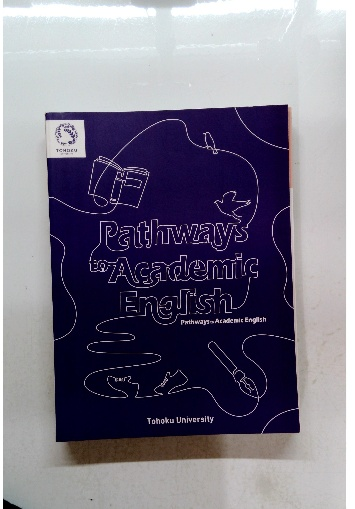 TOHOKU
Pathways
to Academic
English
Pathways to Academic English
Tohoku University